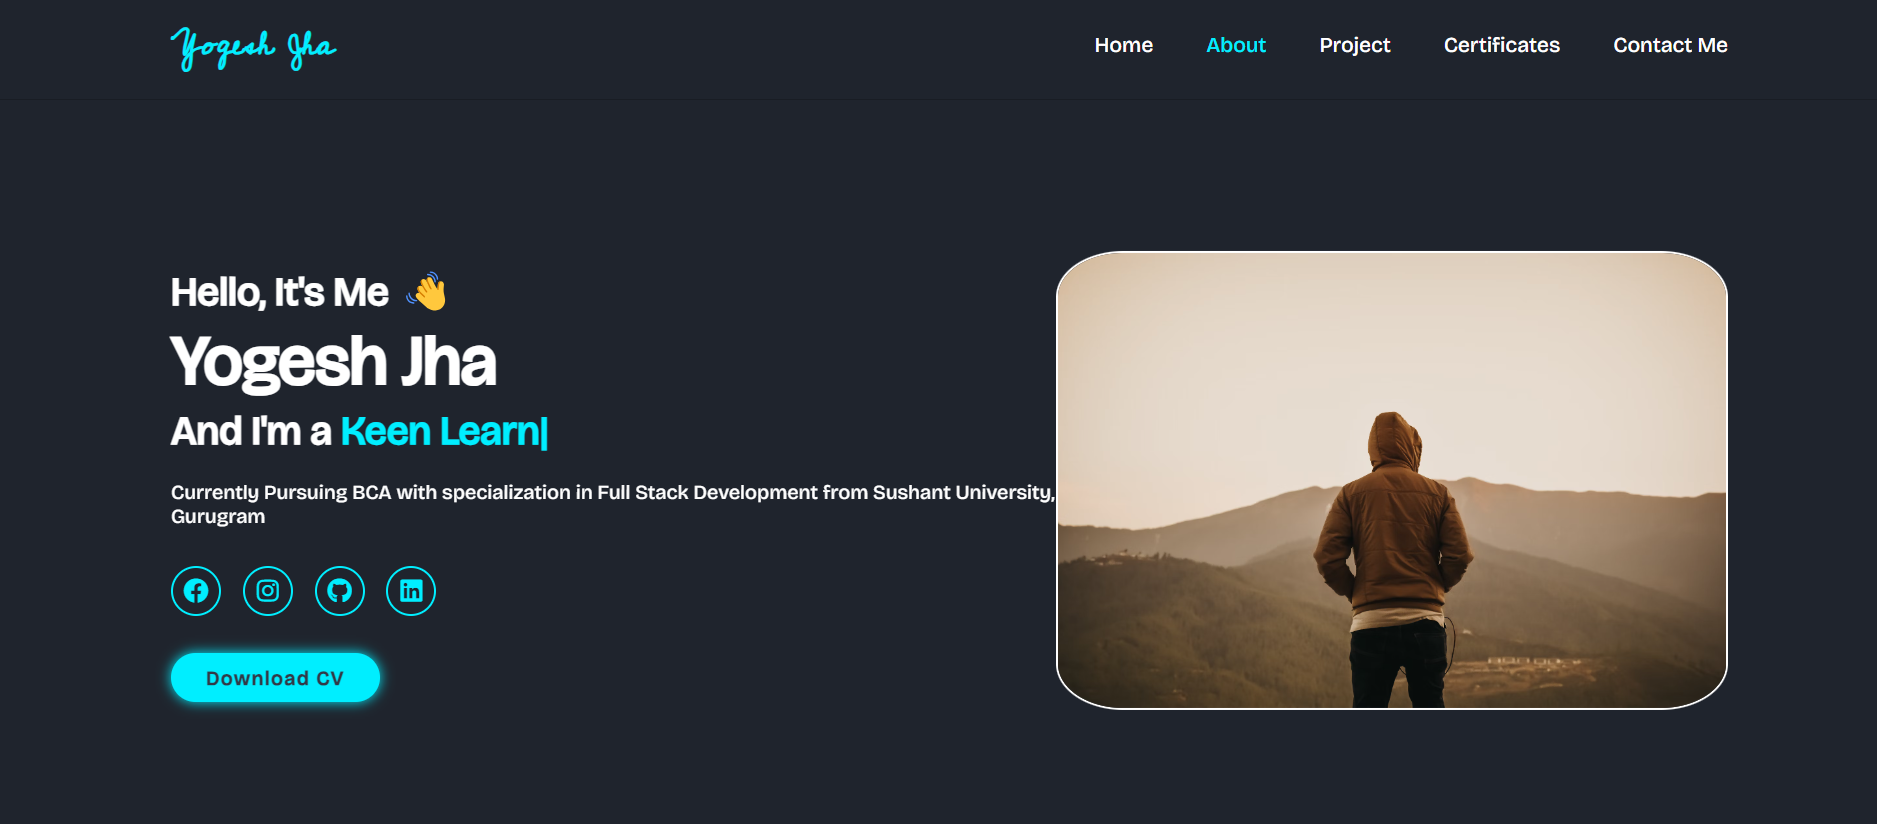 Yogesh Jha
Home About Project Certificates Contact Me
Hello, It's Me 👋
Yogesh Jha
And I'm a Keen Learn|
Currently Pursuing BCA with specialization in Full Stack Development from Sushant University,
Gurugram
Download CV